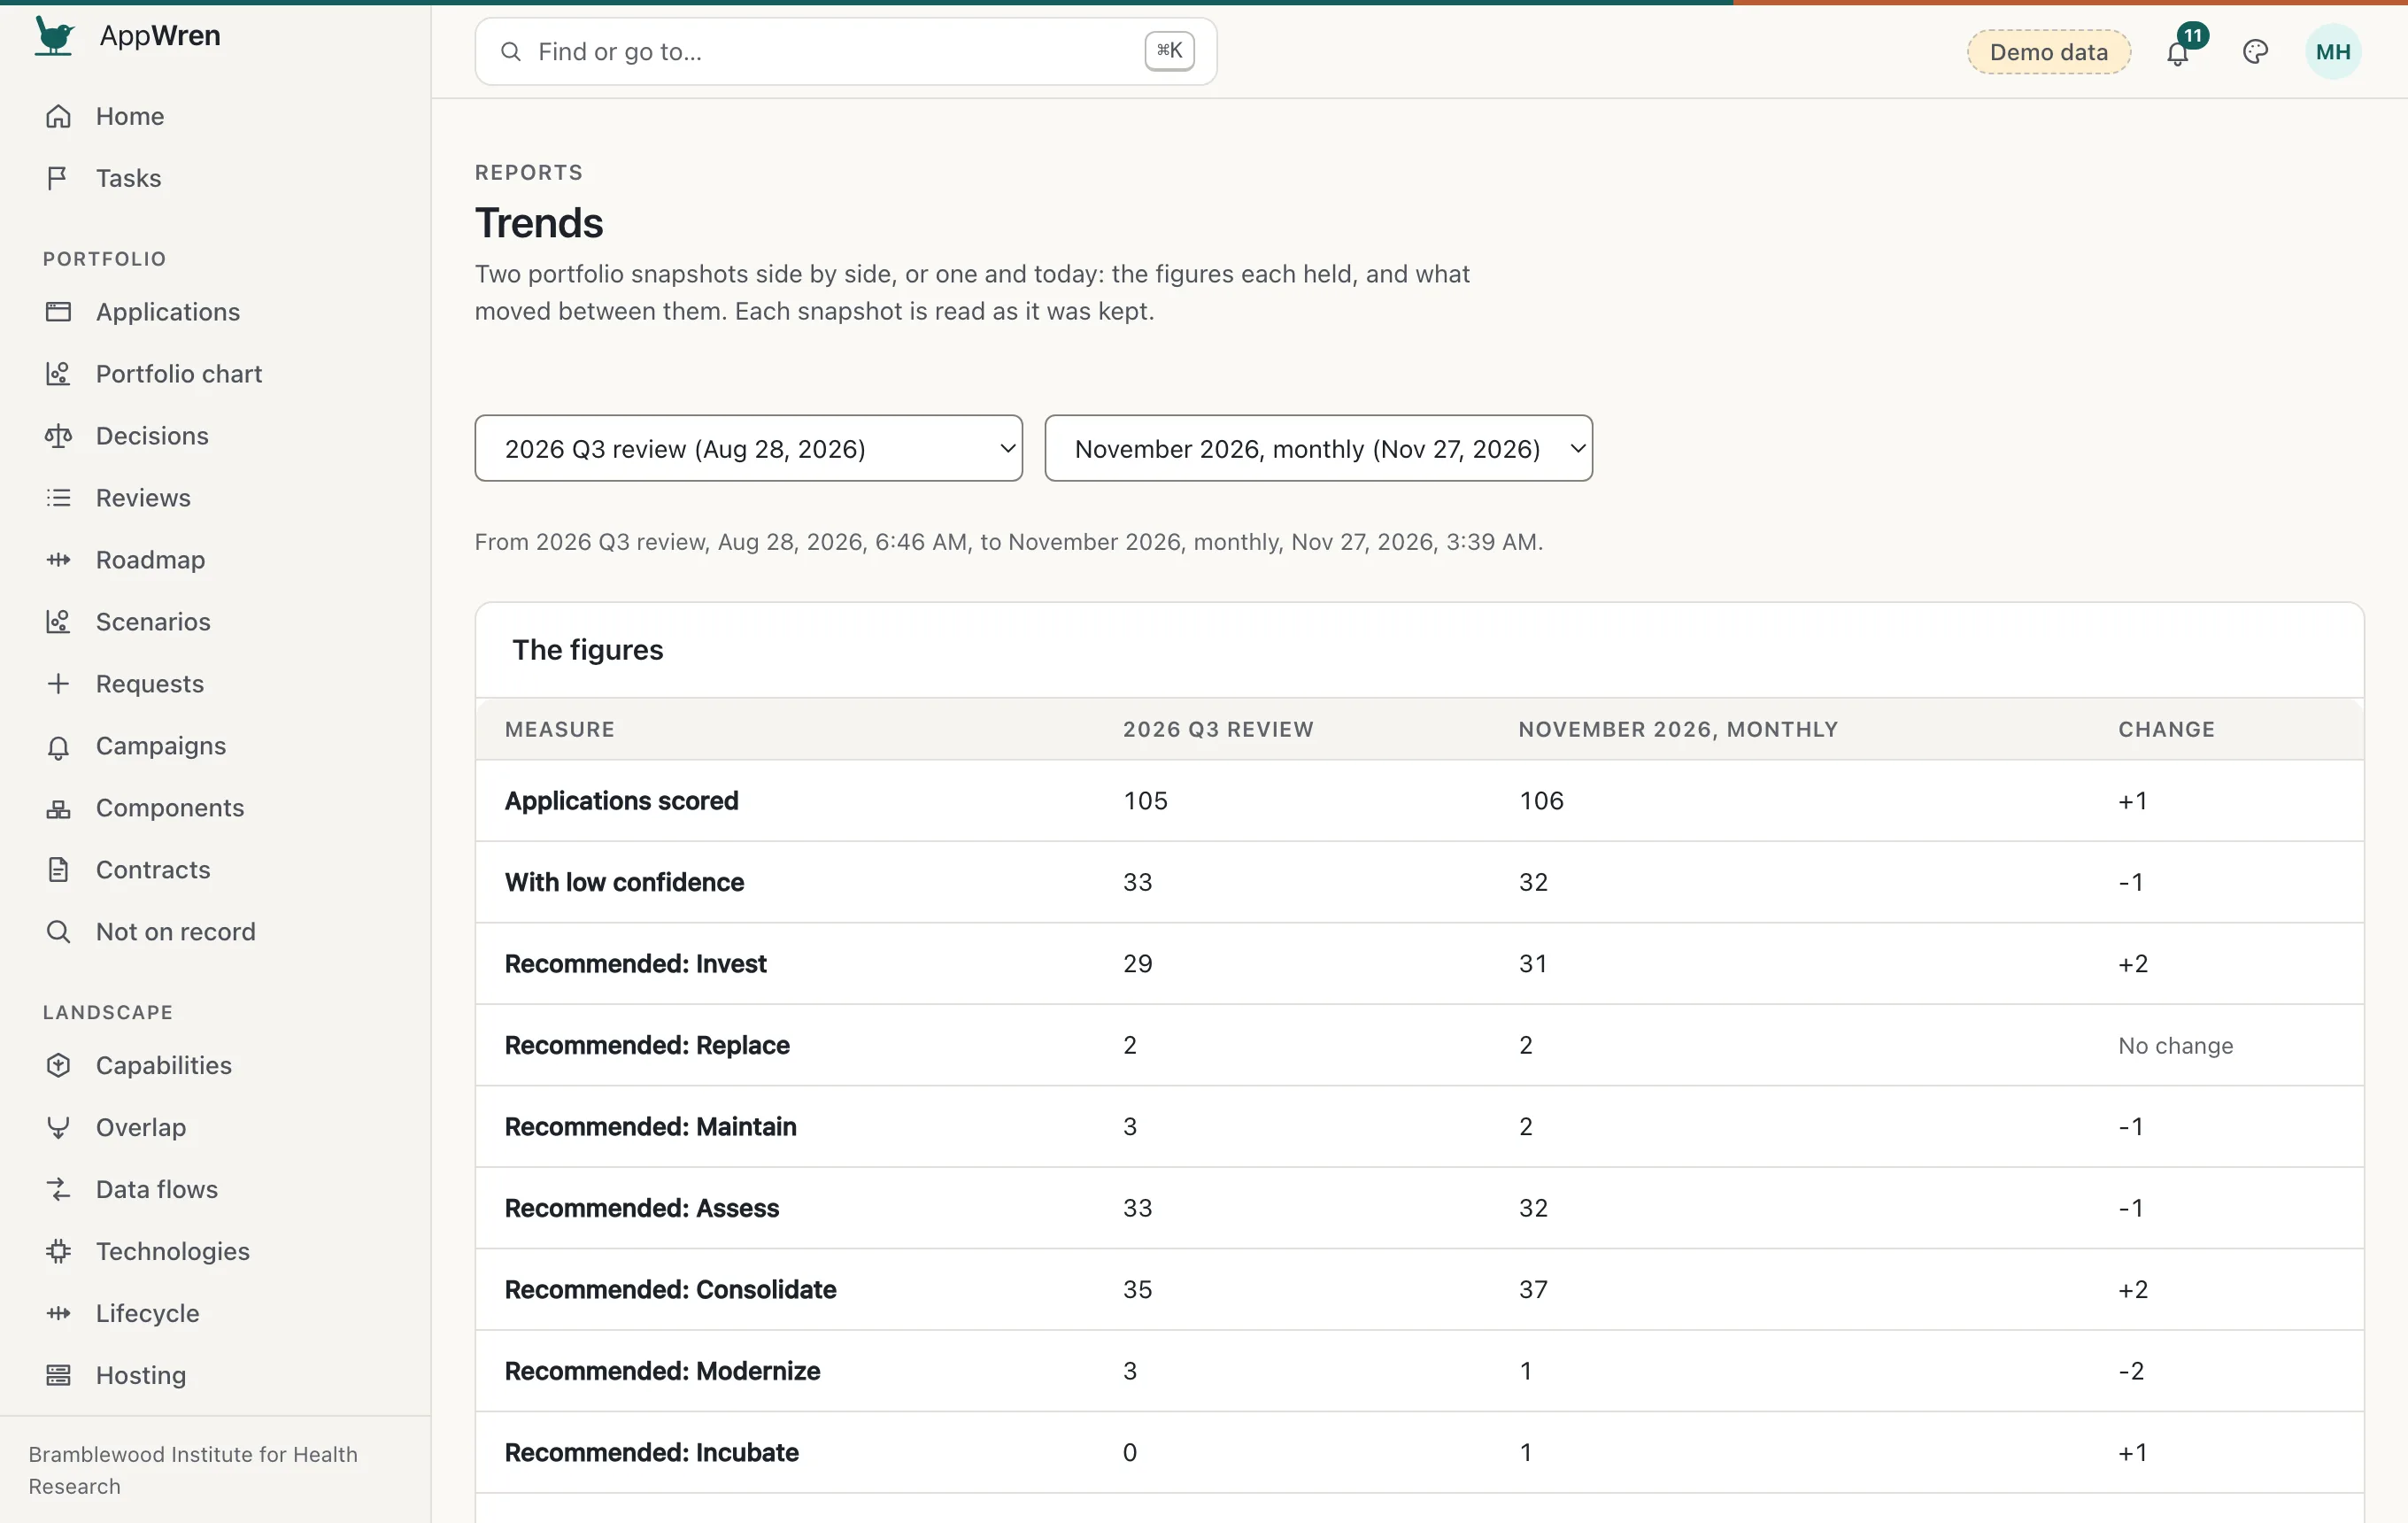 AppWren
Find or go to...
⌘K
Demo data
11
MH
Home
Tasks
PORTFOLIO
Applications
Portfolio chart
Decisions
Reviews
Roadmap
Scenarios
Requests
Campaigns
Components
Contracts
Not on record
LANDSCAPE
Capabilities
Overlap
Data flows
Technologies
Lifecycle
Hosting
Bramblewood Institute for Health
Research
REPORTS
Trends
Two portfolio snapshots side by side, or one and today: the figures each held, and what
moved between them. Each snapshot is read as it was kept.
2026 Q3 review (Aug 28, 2026)
November 2026, monthly (Nov 27, 2026)
From 2026 Q3 review, Aug 28, 2026, 6:46 AM, to November 2026, monthly, Nov 27, 2026, 3:39 AM.
The figures
MEASURE 2026 Q3 REVIEW NOVEMBER 2026, MONTHLY CHANGE
Applications scored 105 106 +1
With low confidence 33 32 -1
Recommended: Invest 29 31 +2
Recommended: Replace 2 2 No change
Recommended: Maintain 3 2 -1
Recommended: Assess 33 32 -1
Recommended: Consolidate 35 37 +2
Recommended: Modernize 3 1 -2
Recommended: Incubate 0 1 +1